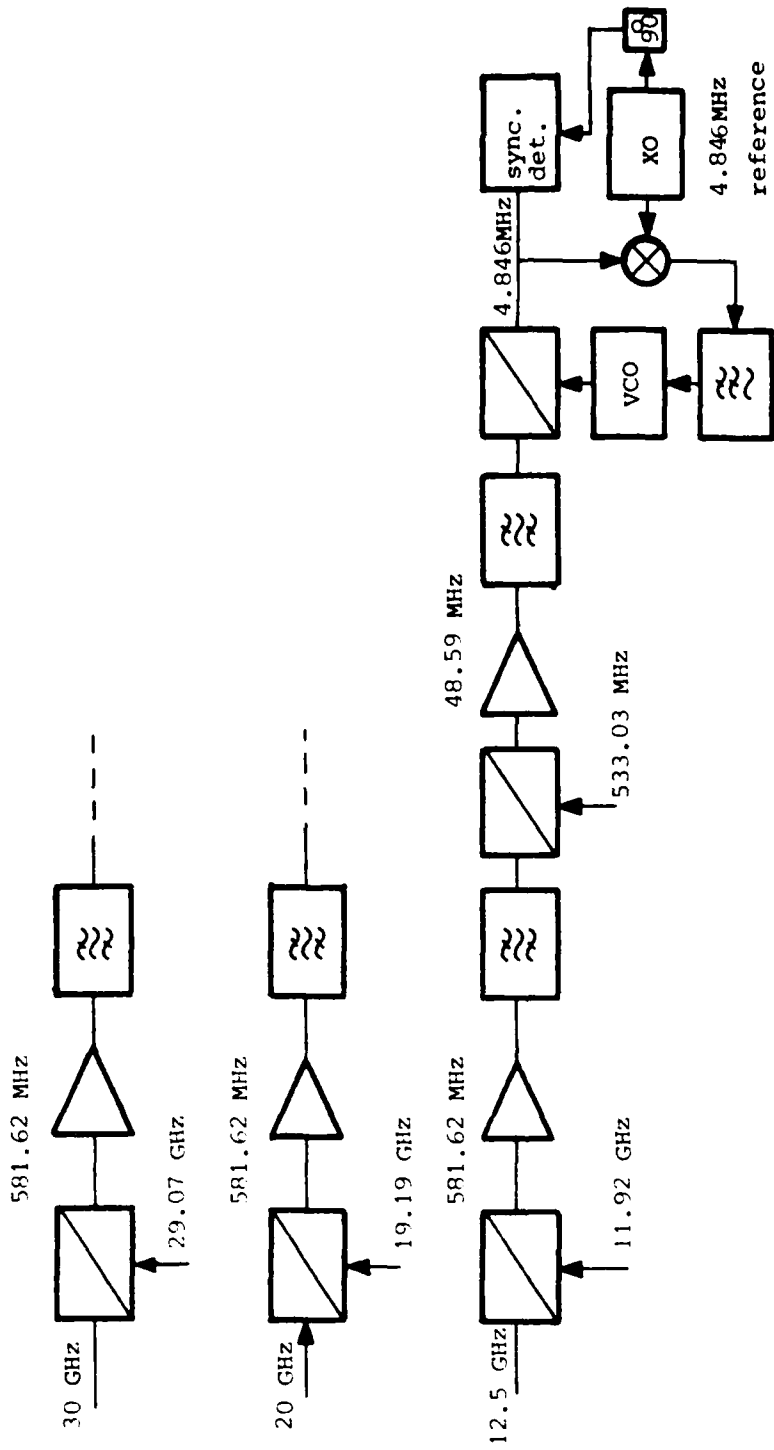 30 GHz
29.07 GHz
581.62 MHz
20 GHz
19.19 GHz
581.62 MHz
12.5 GHz
11.92 GHz
581.62 MHz
533.03 MHz
48.59 MHz
VCO
4.846MHz
sync.
det.
XO
90°
4.846MHz
reference